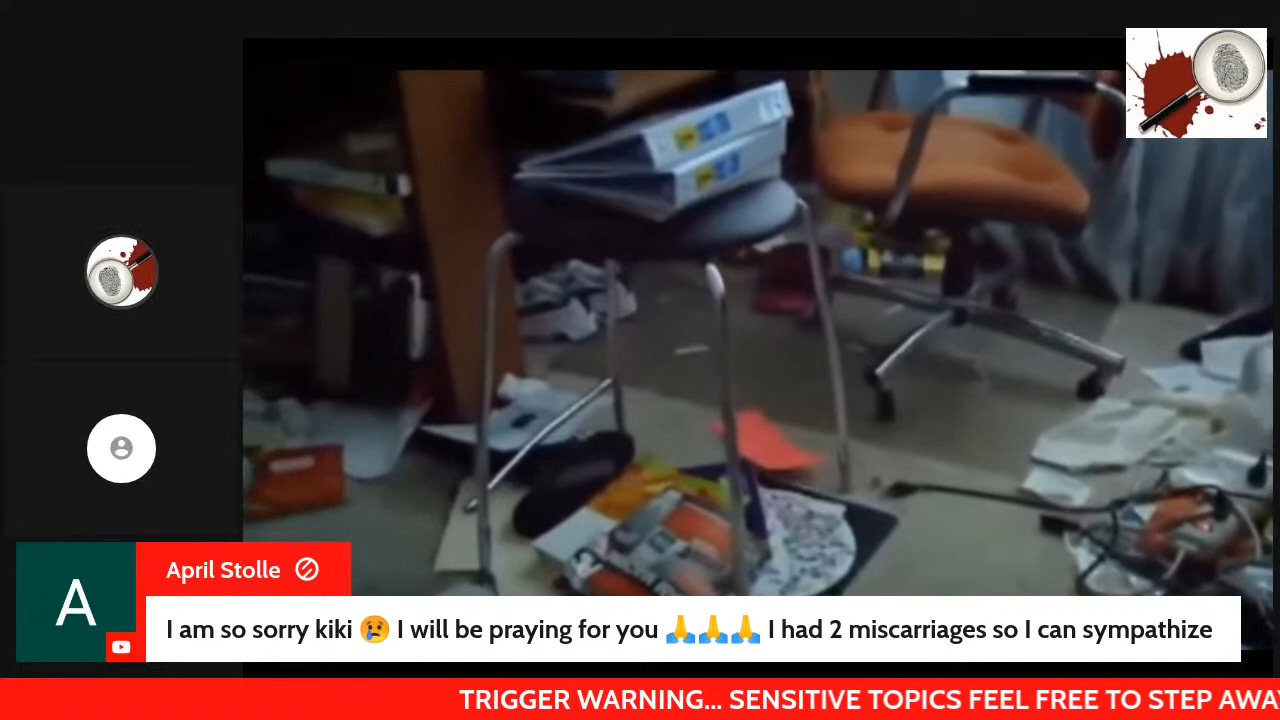 April Stolle
I am so sorry kiki 😢 I will be praying for you 🙏🙏🙏 I had 2 miscarriages so I can sympathize
TRIGGER WARNING... SENSITIVE TOPICS FEEL FREE TO STEP AWA